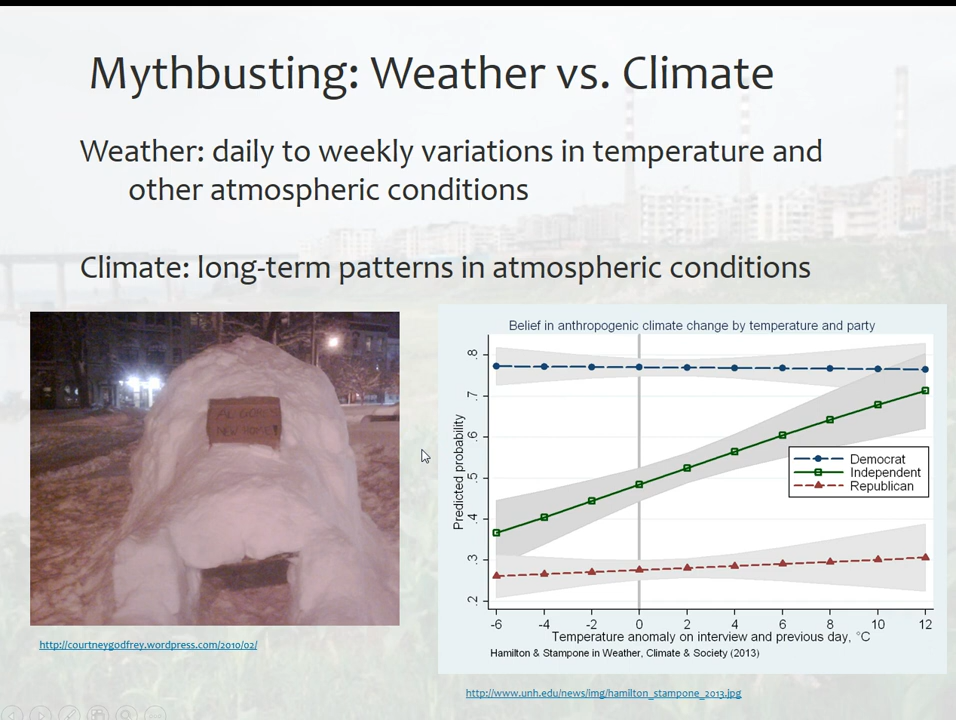 Mythbusting: Weather vs. Climate
Weather: daily to weekly variations in temperature and
other atmospheric conditions
Climate: long-term patterns in atmospheric conditions
AL GORE'S
NEW HOME!
http://courtneygodfrey.wordpress.com/2010/02/
Belief in anthropogenic climate change by temperature and party
Predicted probability
.8
.7
.6
.5
.4
.3
.2
Democrat
Independent
Republican
-6 -4 -2 0 2 4 6 8 10 12
Temperature anomaly on interview and previous day, °C
Hamilton & Stampone in Weather, Climate & Society (2013)
http://www.unh.edu/news/img/hamilton_stampone_2013.jpg